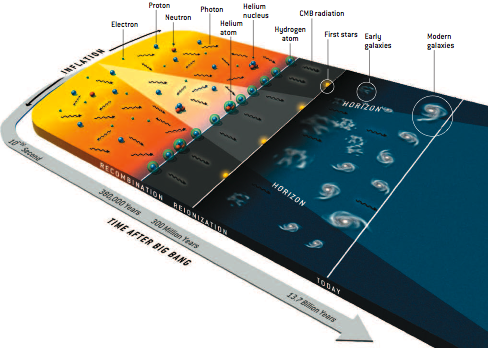 Proton
Electron
Neutron
Photon
Helium
nucleus
Helium
atom
Hydrogen
atom
CMB radiation
First stars
Early
galaxies
Modern
galaxies
INFLATION
HORIZON
HORIZON
RECOMBINATION
REIONIZATION
TODAY
Second
380,000 Years
300 Million Years
13.7 Billion Years
TIME AFTER BIG BANG